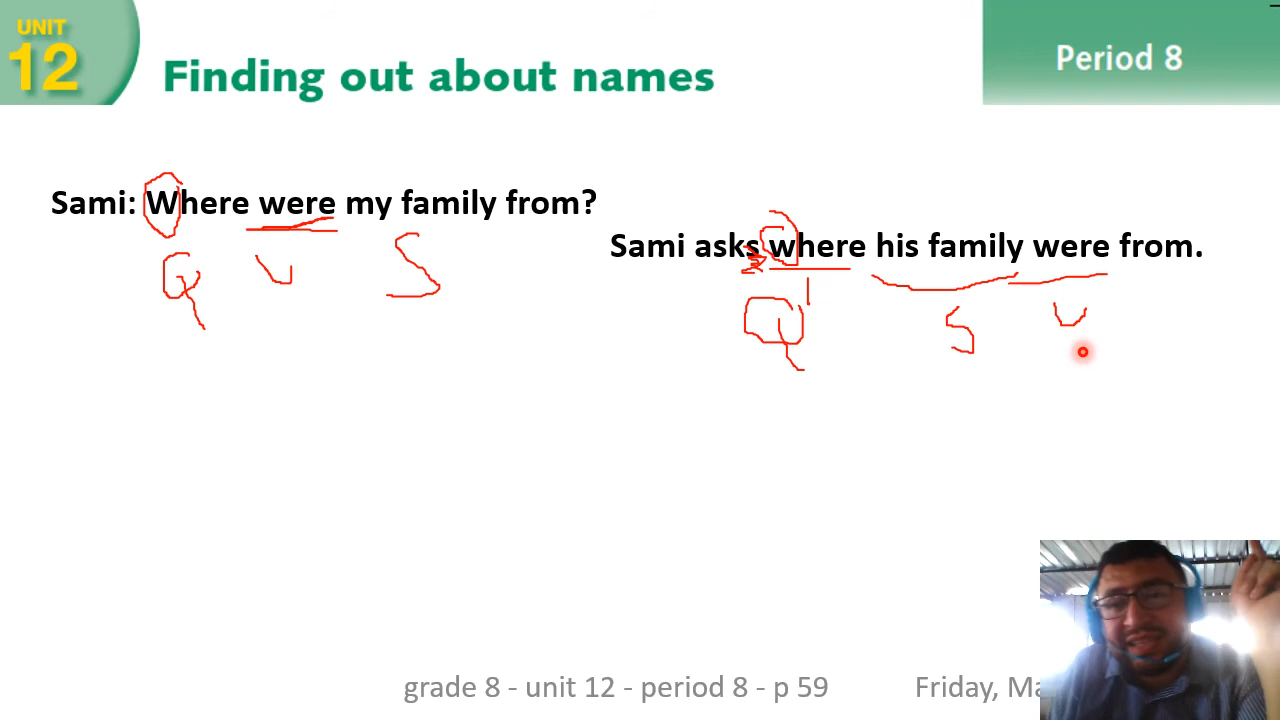 UNIT
12
Finding out about names
Period 8
Sami: Where were my family from?
Sami asks where his family were from.
Q V S
Q S V
grade 8 - unit 12 - period 8 - p 59
Friday,